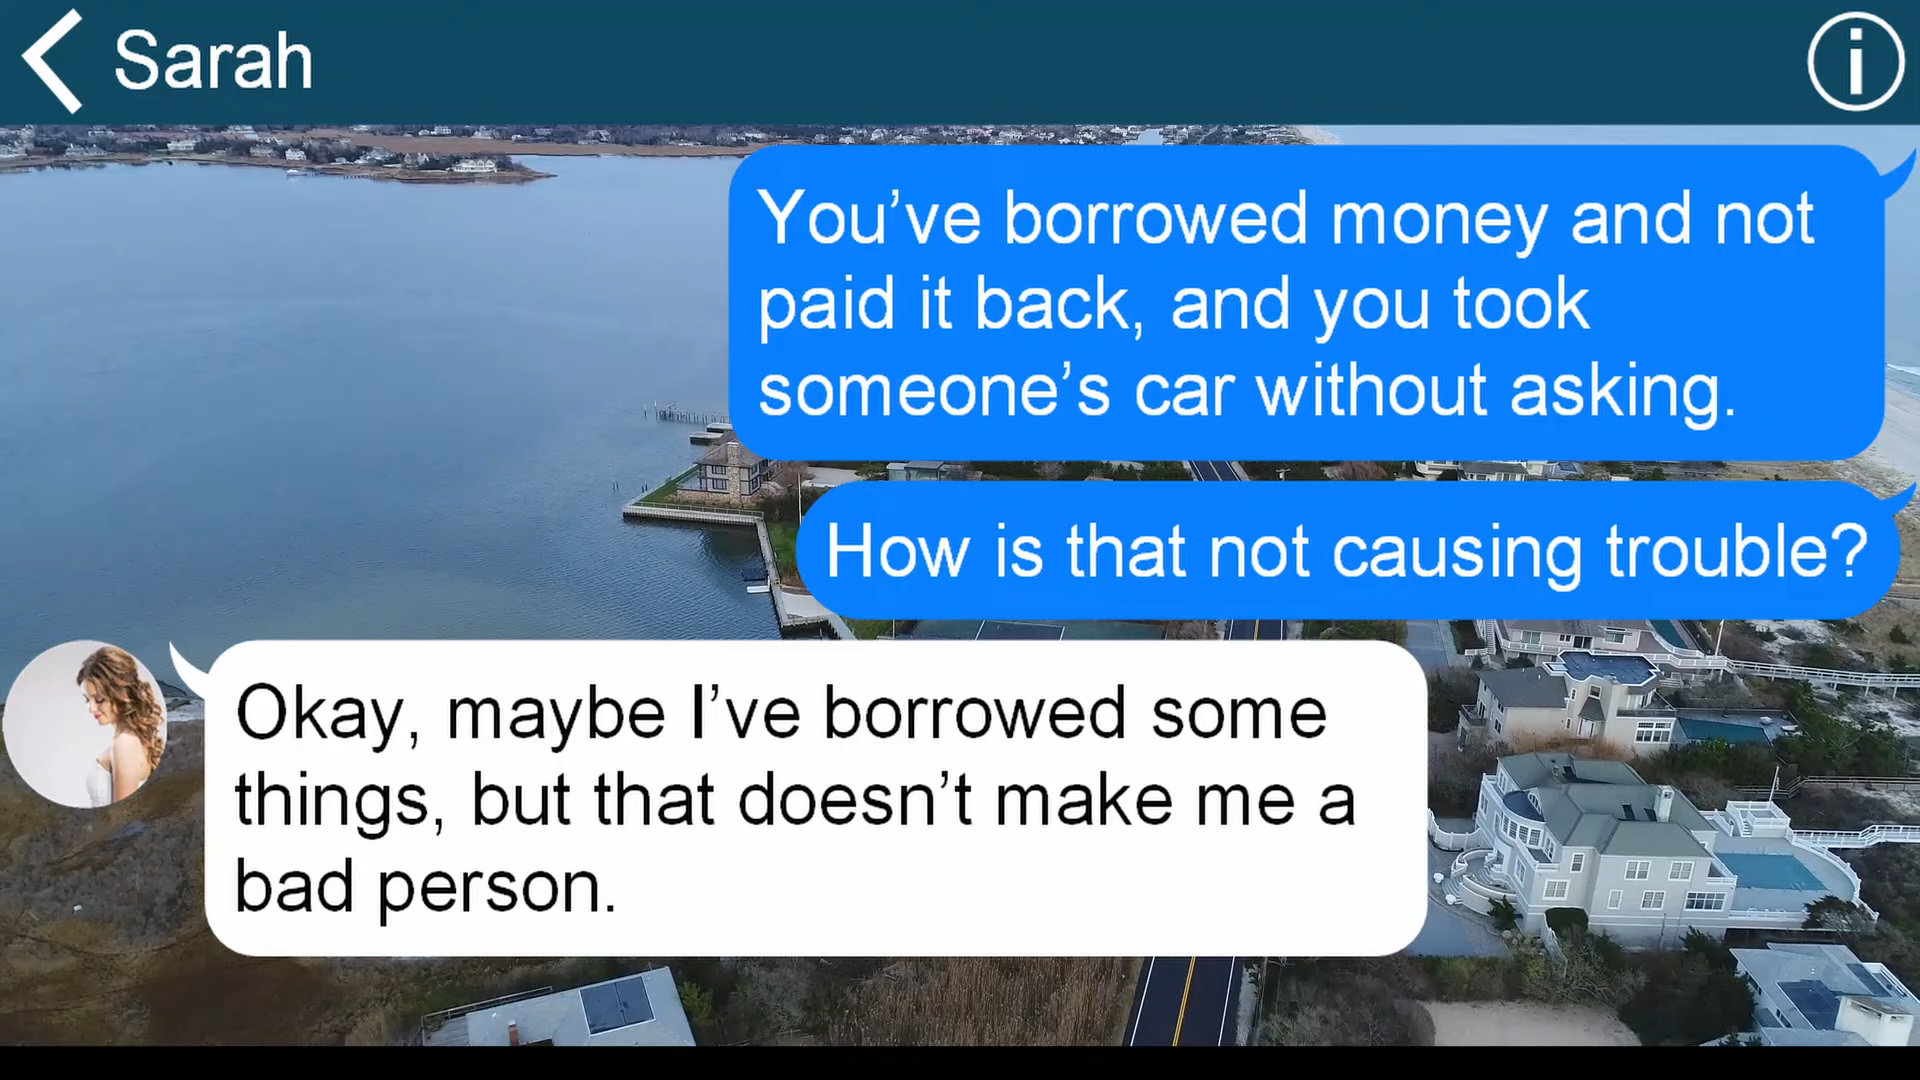 Sarah
You’ve borrowed money and not
paid it back, and you took
someone’s car without asking.
How is that not causing trouble?
Okay, maybe I’ve borrowed some
things, but that doesn’t make me a
bad person.